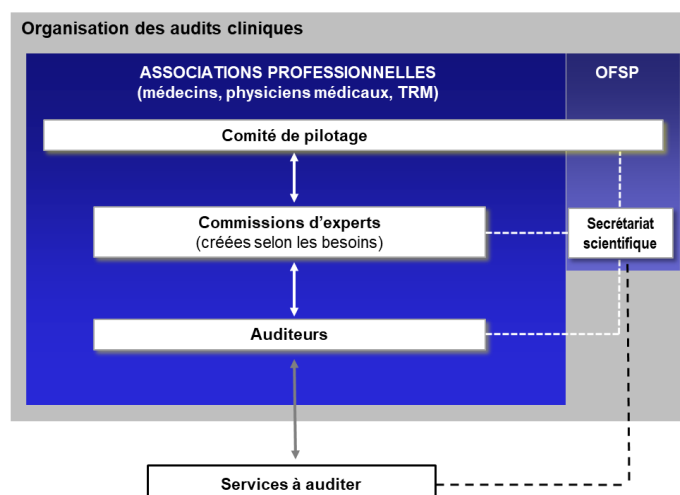 Organisation des audits cliniques
ASSOCIATIONS PROFESSIONNELLES
(médecins, physiciens médicaux, TRM)
OFSP
Comité de pilotage
Commissions d'experts
(créées selon les besoins)
Secrétariat
scientifique
Auditeurs
Services à auditer